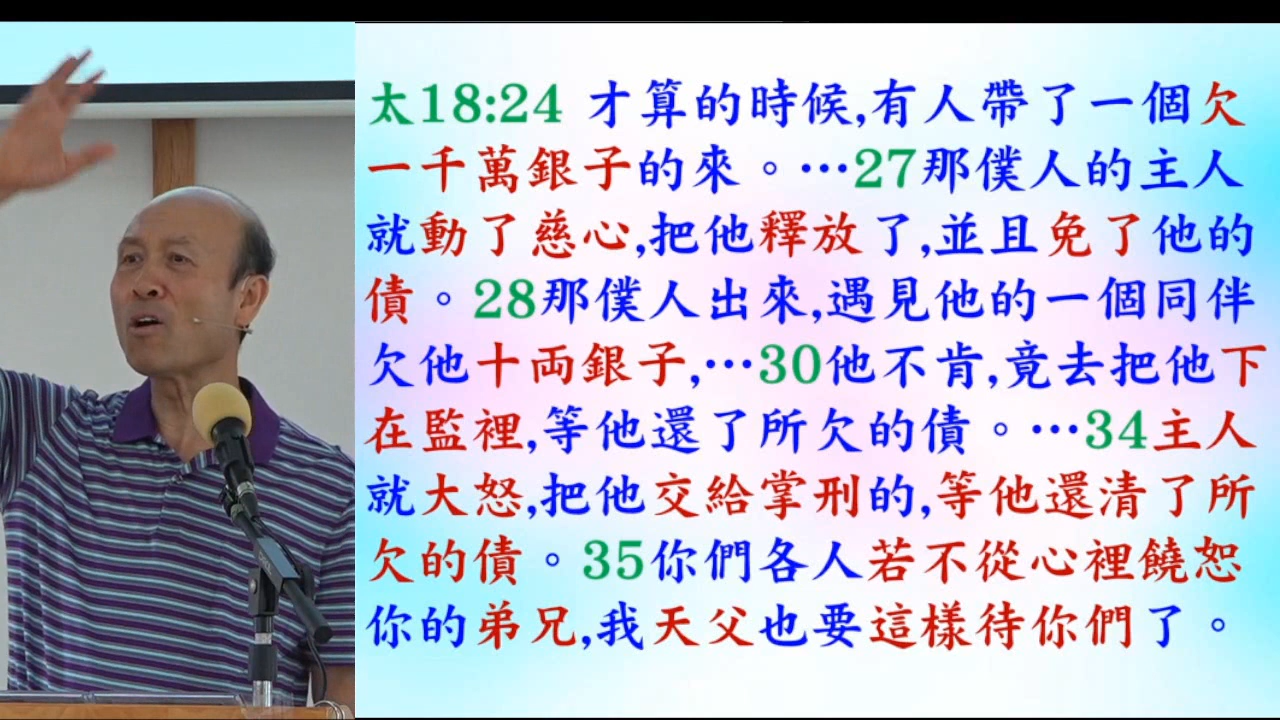 太18:24 才算的時候,有人帶了一個欠
一千萬銀子的來。…27那僕人的主人
就動了慈心,把他釋放了,並且免了他的
債。28那僕人出來,遇見他的一個同伴
欠他十両銀子,…30他不肯,竟去把他下
在監裡,等他還了所欠的債。…34主人
就大怒,把他交給掌刑的,等他還清了所
欠的債。35你們各人若不從心裡饒恕
你的弟兄,我天父也要這樣待你們了。